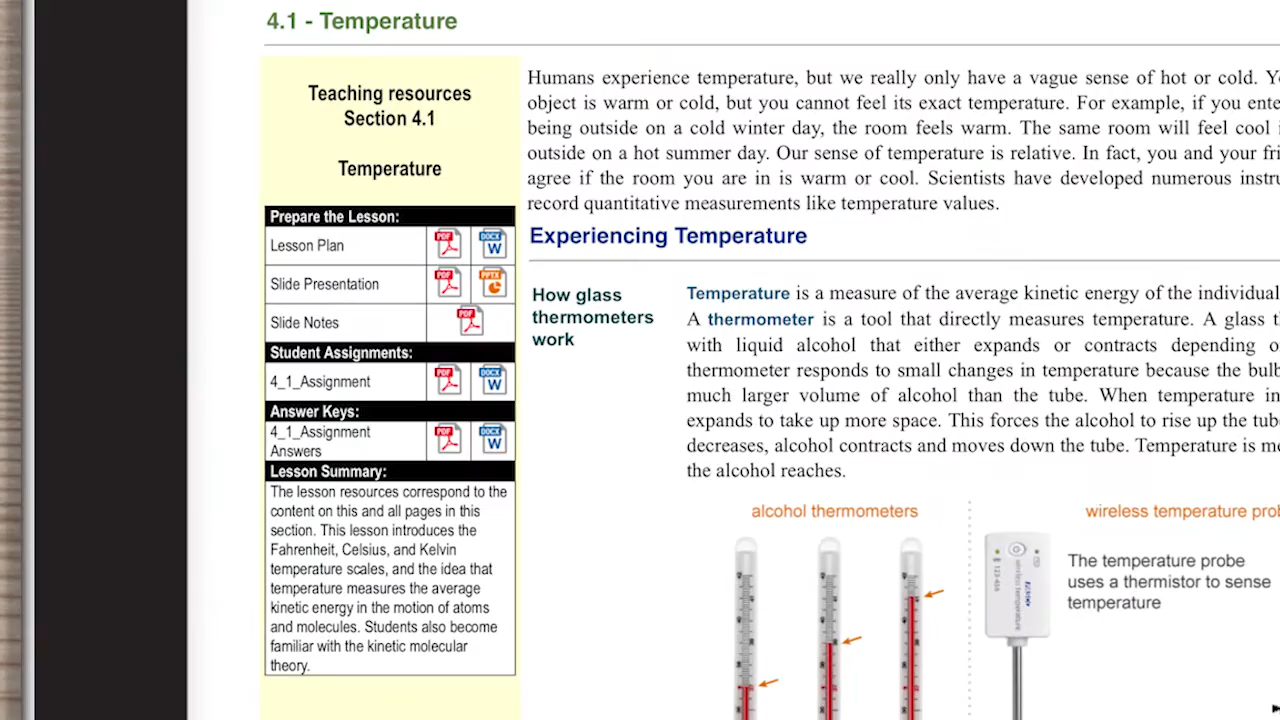 4.1 - Temperature
Teaching resources
Section 4.1
Temperature
Prepare the Lesson:
Lesson Plan
PDF
DOCX
W
Slide Presentation
PDF
PPTX
Slide Notes
PDF
Student Assignments:
4_1_Assignment
PDF
DOCX
W
Answer Keys:
4_1_Assignment
Answers
PDF
DOCX
W
Lesson Summary:
The lesson resources correspond to the
content on this and all pages in this
section. This lesson introduces the
Fahrenheit, Celsius, and Kelvin
temperature scales, and the idea that
temperature measures the average
kinetic energy in the motion of atoms
and molecules. Students also become
familiar with the kinetic molecular
theory.
Humans experience temperature, but we really only have a vague sense of hot or cold.
object is warm or cold, but you cannot feel its exact temperature. For example, if you
being outside on a cold winter day, the room feels warm. The same room will feel cool
outside on a hot summer day. Our sense of temperature is relative. In fact, you and your
agree if the room you are in is warm or cool. Scientists have developed numerous
record quantitative measurements like temperature values.
Experiencing Temperature
How glass
thermometers
work
Temperature is a measure of the average kinetic energy of the individual
A thermometer is a tool that directly measures temperature. A glass
with liquid alcohol that either expands or contracts depending
thermometer responds to small changes in temperature because the
much larger volume of alcohol than the tube. When temperature
expands to take up more space. This forces the alcohol to rise up the
decreases, alcohol contracts and moves down the tube. Temperature is
the alcohol reaches.
alcohol thermometers
wireless temperature
The temperature probe
uses a thermistor to sense
temperature
wireless temperature